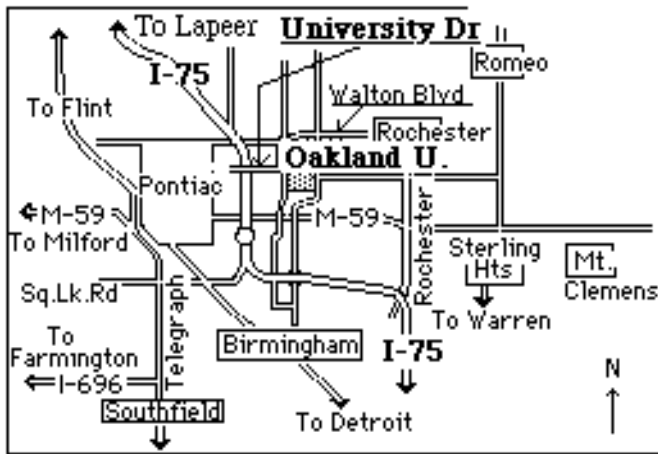 To Lapeer
University Dr
Romeo
I-75
Walton Blvd
To Flint
Rochester
Oakland U.
Pontiac
M-59
To Milford
M-59
Rochester
Sterling
Hts
Mt.
Clemens
Sq.Lk.Rd
Telegraph
To Warren
To
Farmington
Birmingham
I-75
N
I-696
Southfield
To Detroit